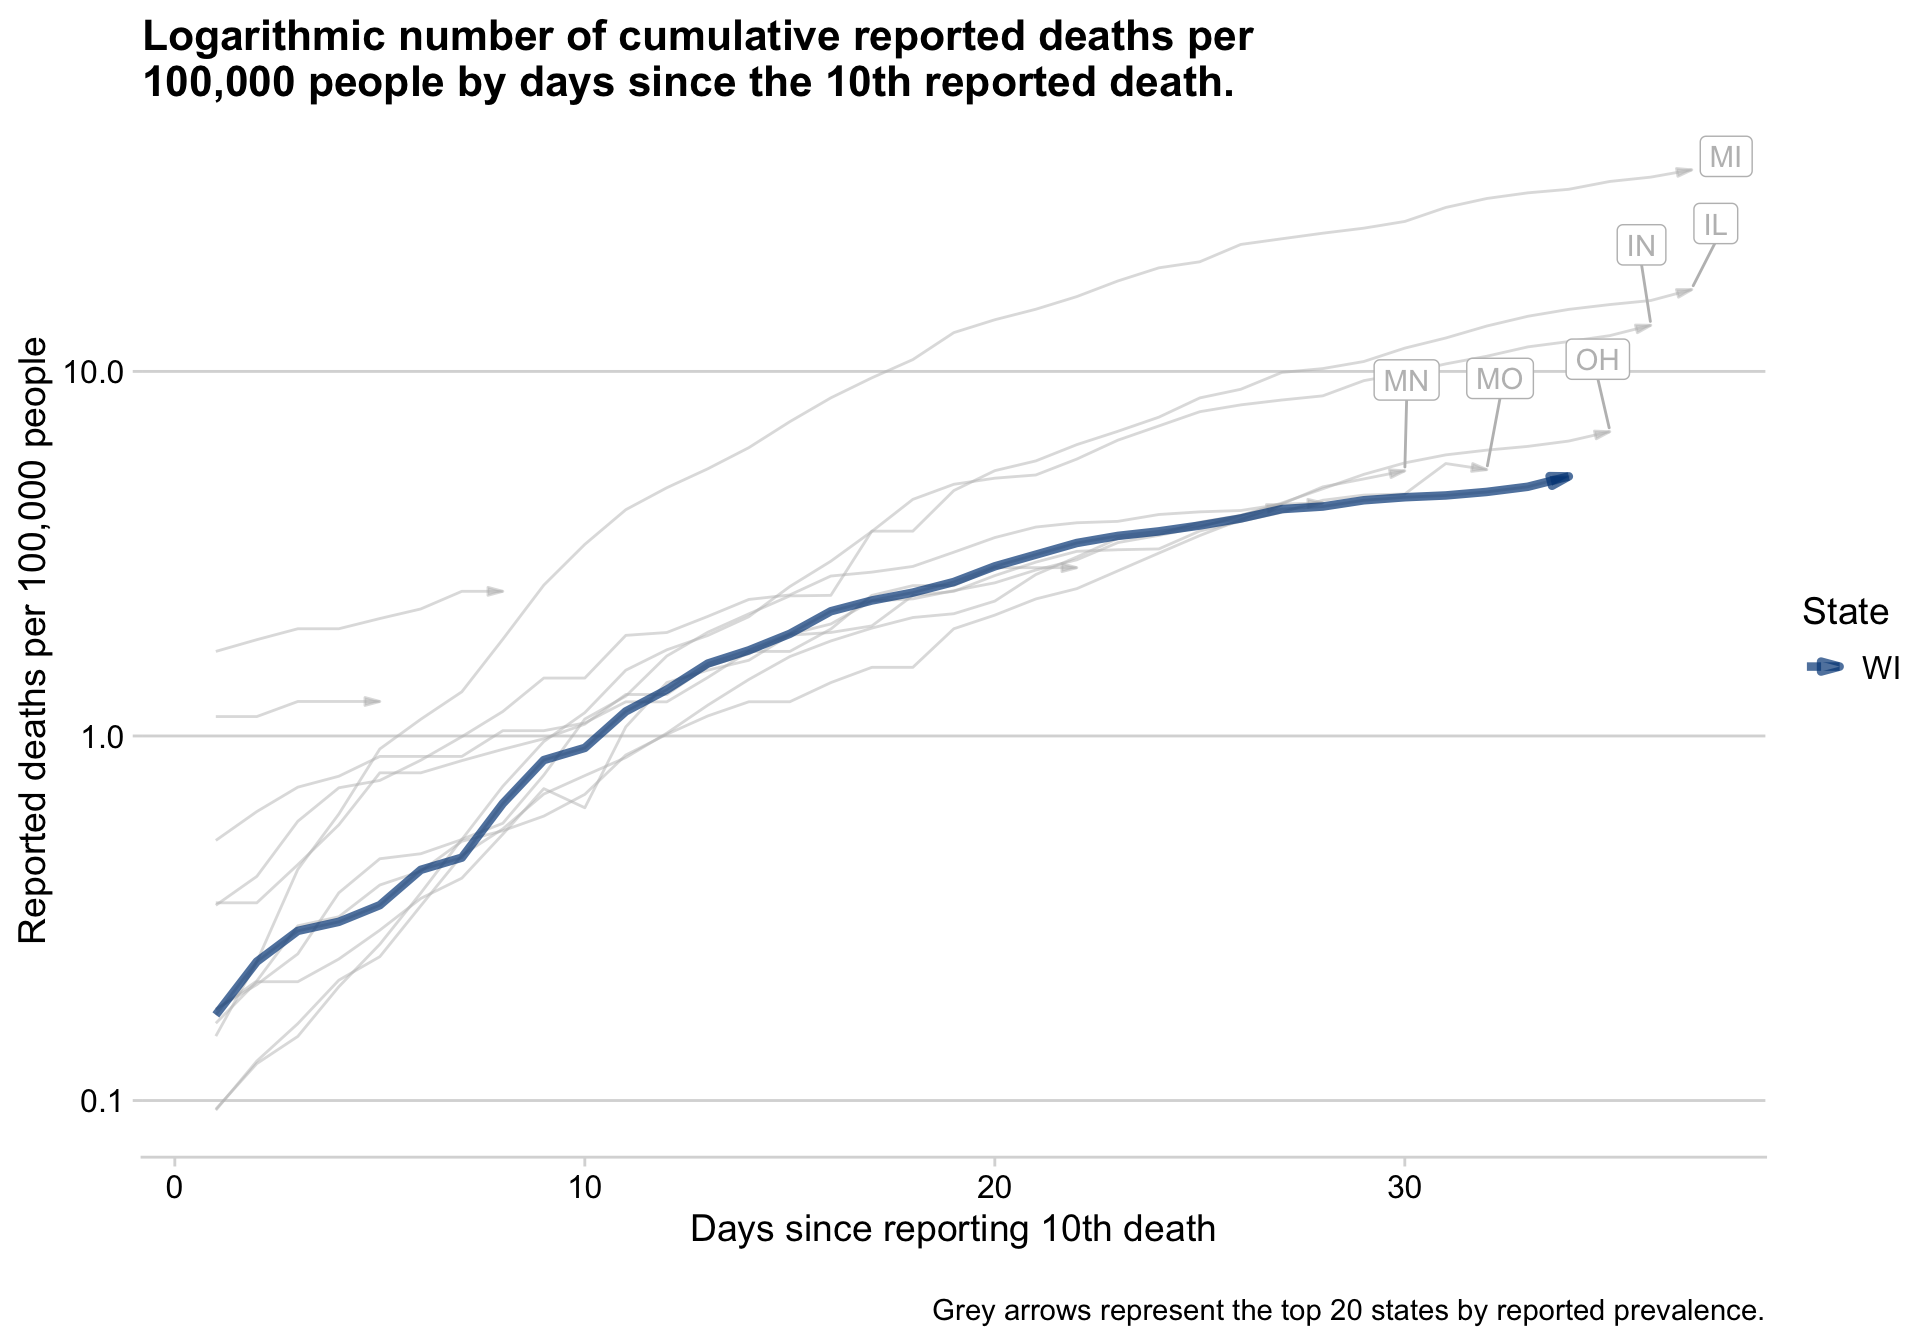 Logarithmic number of cumulative reported deaths per
100,000 people by days since the 10th reported death.
MI
IL
IN
OH
MO
MN
Reported deaths per 100,000 people
10.0
1.0
0.1
0
10
20
30
Days since reporting 10th death
State
WI
Grey arrows represent the top 20 states by reported prevalence.